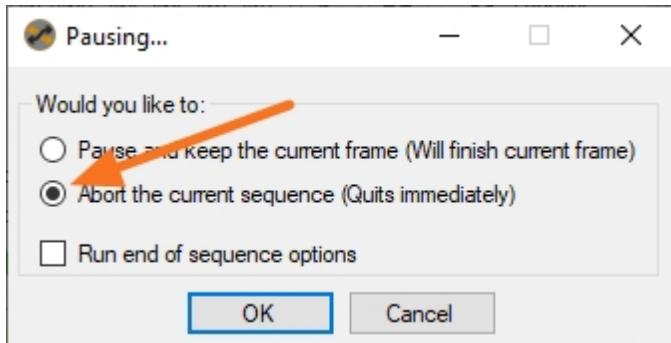 Pausing...
Would you like to:
Pause and keep the current frame (Will finish current frame)
Abort the current sequence (Quits immediately)
Run end of sequence options
OK
Cancel